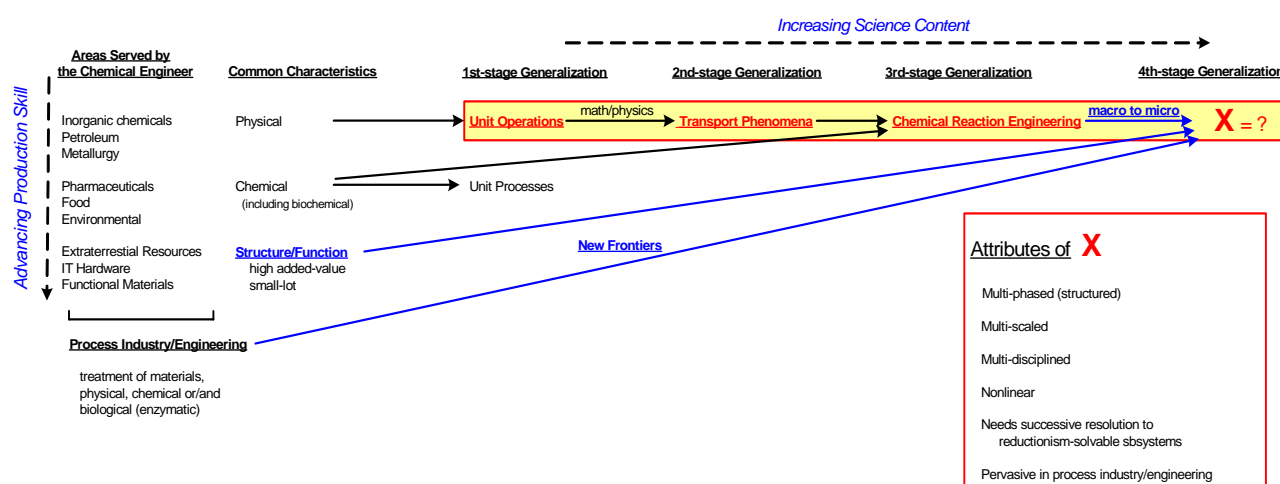 Increasing Science Content
Areas Served by
the Chemical Engineer
Common Characteristics
1st-stage Generalization
2nd-stage Generalization
3rd-stage Generalization
4th-stage Generalization
Advancing Production Skill
Inorganic chemicals
Petroleum
Metallurgy
Physical
Unit Operations
math/physics
Transport Phenomena
Chemical Reaction Engineering
macro to micro
X = ?
Pharmaceuticals
Food
Environmental
Chemical
(including biochemical)
Unit Processes
Extraterrestial Resources
IT Hardware
Functional Materials
Structure/Function
high added-value
small-lot
New Frontiers
Process Industry/Engineering
treatment of materials,
physical, chemical or/and
biological (enzymatic)
Attributes of X
Multi-phased (structured)
Multi-scaled
Multi-disciplined
Nonlinear
Needs successive resolution to
reductionism-solvable sbsystems
Pervasive in process industry/engineering